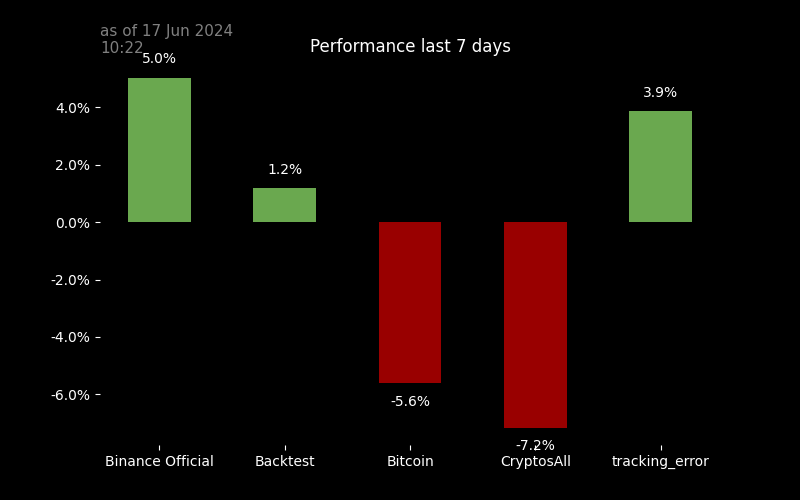 as of 17 Jun 2024
10:22
Performance last 7 days
5.0%
1.2%
-5.6%
-7.2%
3.9%
4.0%
2.0%
0.0%
-2.0%
-4.0%
-6.0%
Binance Official
Backtest
Bitcoin
CryptosAll
tracking_error